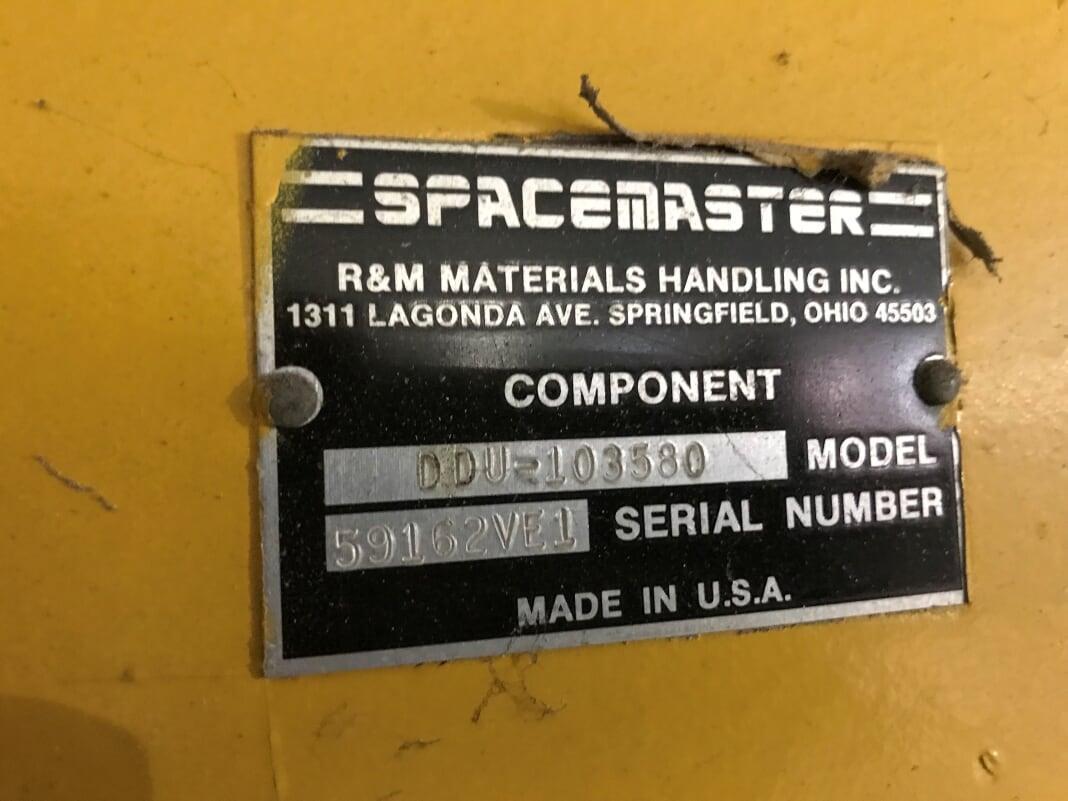 SPACEMASTER
R&M MATERIALS HANDLING INC.
1311 LAGONDA AVE. SPRINGFIELD, OHIO 45503
COMPONENT
DDU-103580 MODEL
59162VE1 SERIAL NUMBER
MADE IN U.S.A.